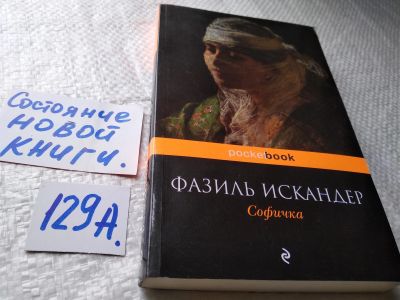 Состояние
НОВОЙ
КНИГИ.
129А.
pocketbook
ФАЗИЛЬ ИСКАНДЕР
Софичка